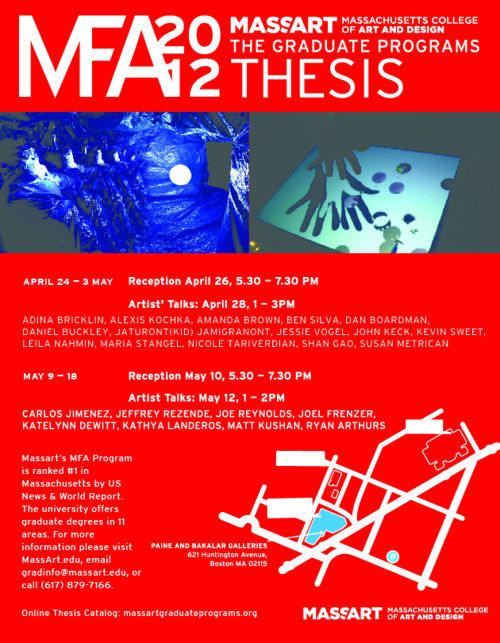 MFA 20
12
MASSART MASSACHUSETTS COLLEGE
OF ART AND DESIGN
THE GRADUATE PROGRAMS
THESIS
APRIL 24 – 3 MAY
Reception April 26, 5.30 – 7.30 PM
Artist' Talks: April 28, 1 – 3PM
ADINA BRICKLIN, ALEXIS KOCHKA, AMANDA BROWN, BEN SILVA, DAN BOARDMAN,
DANIEL BUCKLEY, JATURONT(KID) JAMIGRANONT, JESSIE VOGEL, JOHN KECK, KEVIN SWEET,
LEILA NAHMIN, MARIA STANGEL, NICOLE TARIVERDIAN, SHAN GAO, SUSAN METRICAN
MAY 9 – 18
Reception May 10, 5.30 – 7.30 PM
Artist Talks: May 12, 1 – 2PM
CARLOS JIMENEZ, JEFFREY REZENDE, JOE REYNOLDS, JOEL FRENZER,
KATELYNN DEWITT, KATHYA LANDEROS, MATT KUSHAN, RYAN ARTHURS
Massart's MFA Program
is ranked #1 in
Massachusetts by US
News & World Report.
The university offers
graduate degrees in 11
areas. For more
information please visit
MassArt.edu, email
gradinfo@massart.edu, or
call (617) 879-7166.
PAINE AND BAKALAR GALLERIES
621 Huntington Avenue,
Boston MA 02115
Online Thesis Catalog: massartgraduateprograms.org
MASSART MASSACHUSETTS COLLEGE
OF ART AND DESIGN